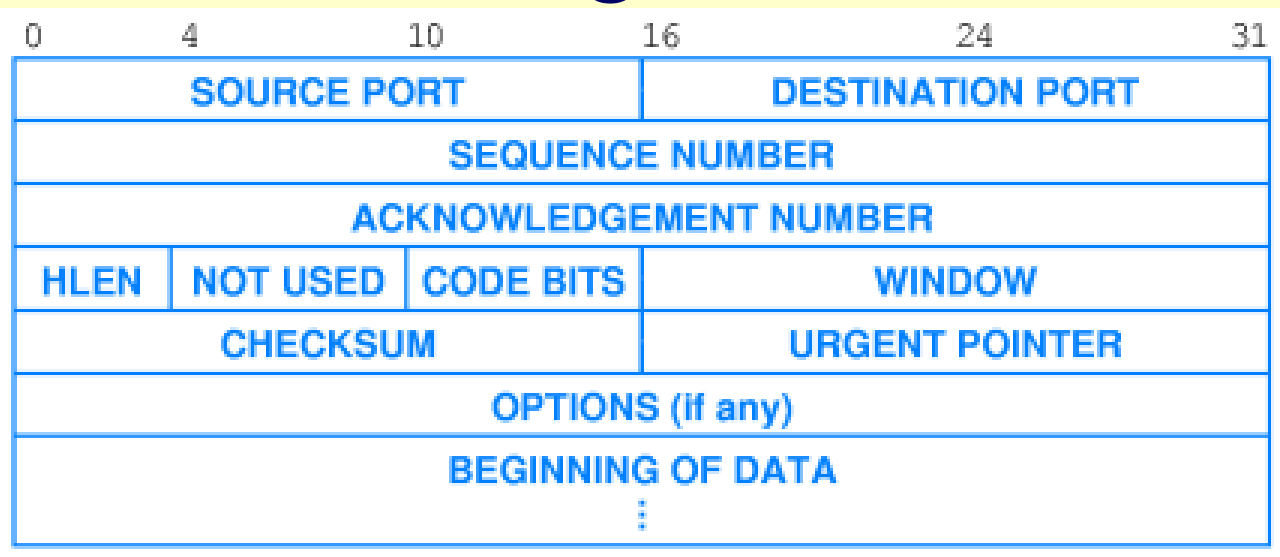 0 4 10 16 24 31
SOURCE PORT DESTINATION PORT
SEQUENCE NUMBER
ACKNOWLEDGEMENT NUMBER
HLEN NOT USED CODE BITS WINDOW
CHECKSUM URGENT POINTER
OPTIONS (if any)
BEGINNING OF DATA